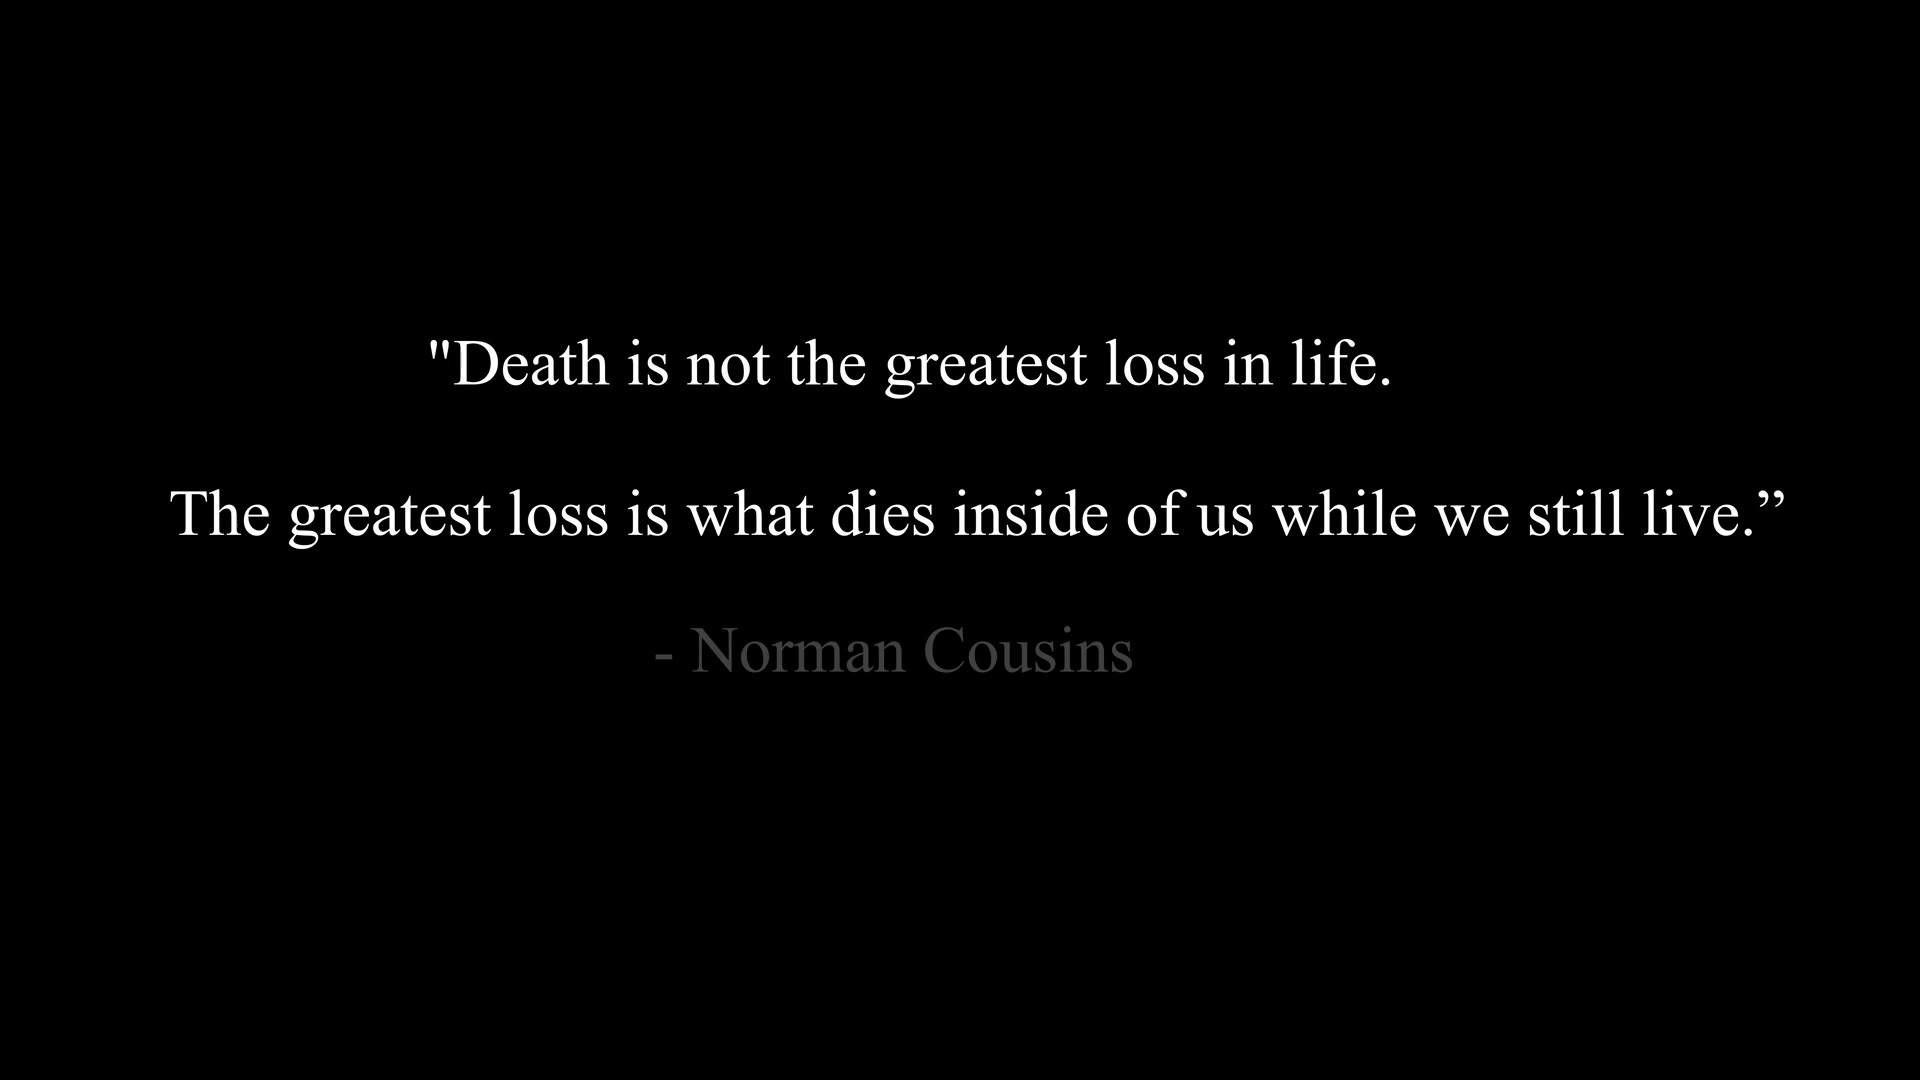 "Death is not the greatest loss in life.
The greatest loss is what dies inside of us while we still live.”
- Norman Cousins